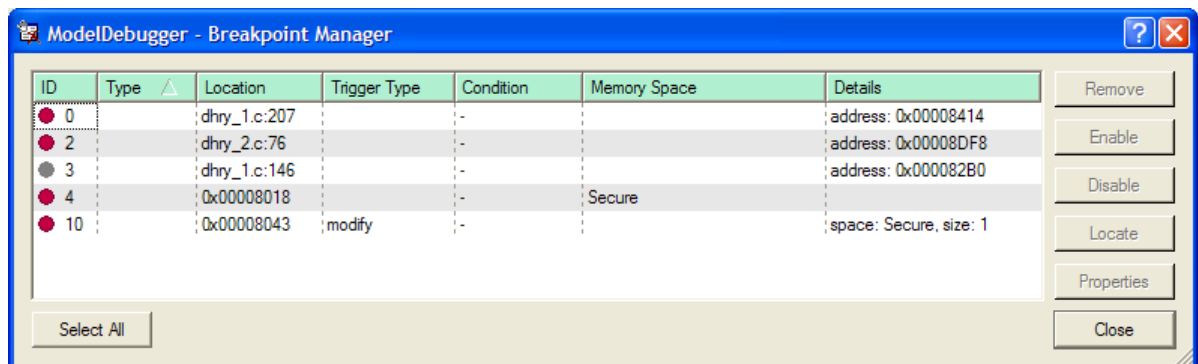 ModelDebugger - Breakpoint Manager
ID Type Location Trigger Type Condition Memory Space Details
0 dhry_1.c:207 - address: 0x00008414
2 dhry_2.c:76 - address: 0x00008DF8
3 dhry_1.c:146 - address: 0x000082B0
4 0x00008018 - Secure
10 0x00008043 modify - space: Secure, size: 1
Remove
Enable
Disable
Locate
Properties
Select All Close